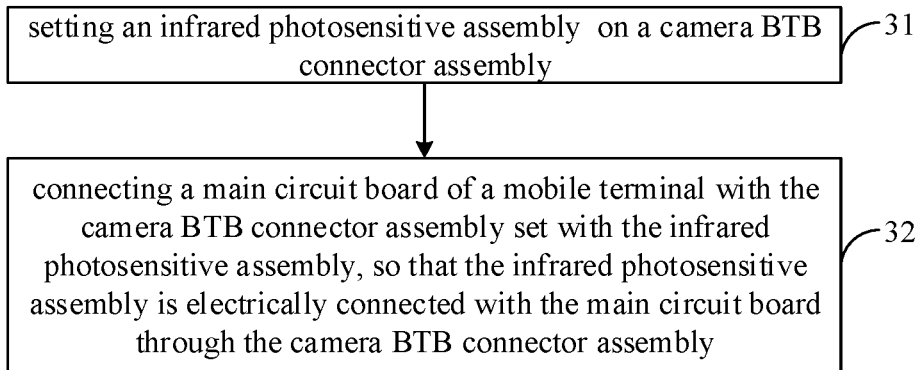 setting an infrared photosensitive assembly on a camera BTB
connector assembly
31
connecting a main circuit board of a mobile terminal with the
camera BTB connector assembly set with the infrared
photosensitive assembly, so that the infrared photosensitive
assembly is electrically connected with the main circuit board
through the camera BTB connector assembly
32